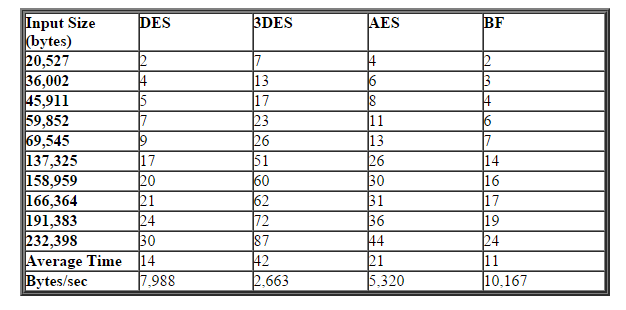 Input Size (bytes) DES 3DES AES BF
20,527 2 7 4 2
36,002 4 13 6 3
45,911 5 17 8 4
59,852 7 23 11 6
69,545 9 26 13 7
137,325 17 51 26 14
158,959 20 60 30 16
166,364 21 62 31 17
191,383 24 72 36 19
232,398 30 87 44 24
Average Time 14 42 21 11
Bytes/sec 7,988 2,663 5,320 10,167